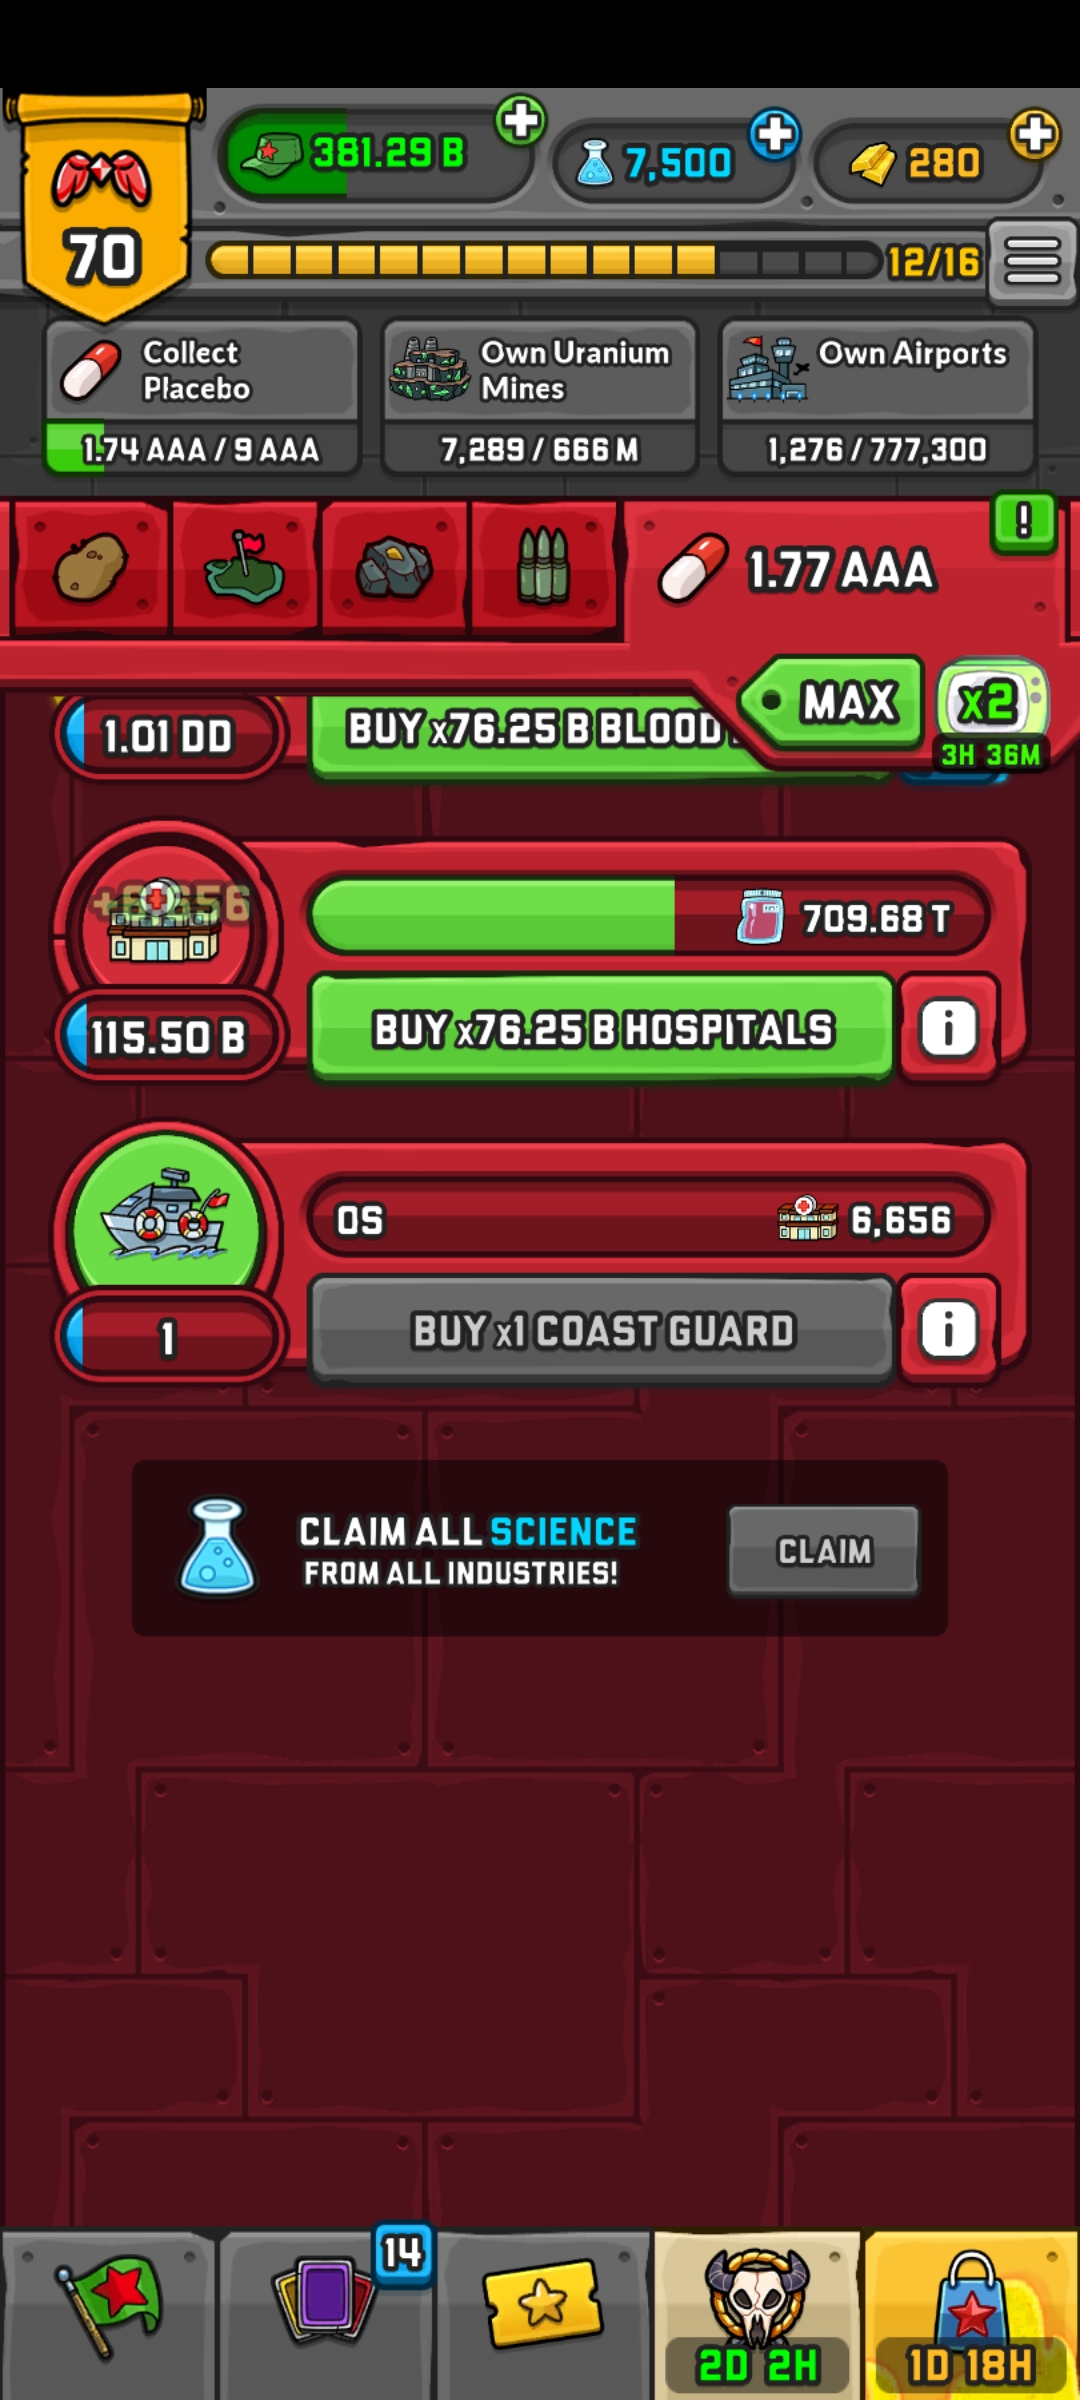 381.29 B
7,500
280
70
12/16
Collect
Placebo
1.74 AAA / 9 AAA
Own Uranium
Mines
7,289 / 666 M
Own Airports
1,276 / 777,300
!
1.77 AAA
MAX
x2
3H 36M
1.01 DD
BUY x76.25 B BLOOD
+6,656
709.68 T
115.50 B
BUY x76.25 B HOSPITALS
i
0S
6,656
1
BUY x1 COAST GUARD
i
CLAIM ALL SCIENCE
FROM ALL INDUSTRIES!
CLAIM
14
2D 2H
1D 18H